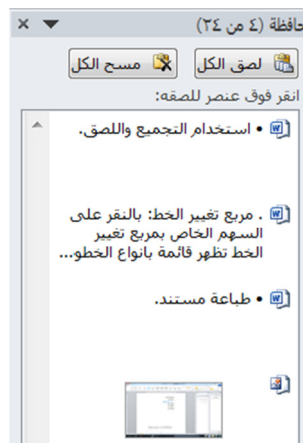 حافظة (٤ من ٢٤)
لصق الكل
مسح الكل
انقر فوق عنصر للصقه:
• استخدام التجميع واللصق.
. مربع تغيير الخط: بالنقر على
السهم الخاص بمربع تغيير
الخط تظهر قائمة بانواع الخطو...
• طباعة مستند.